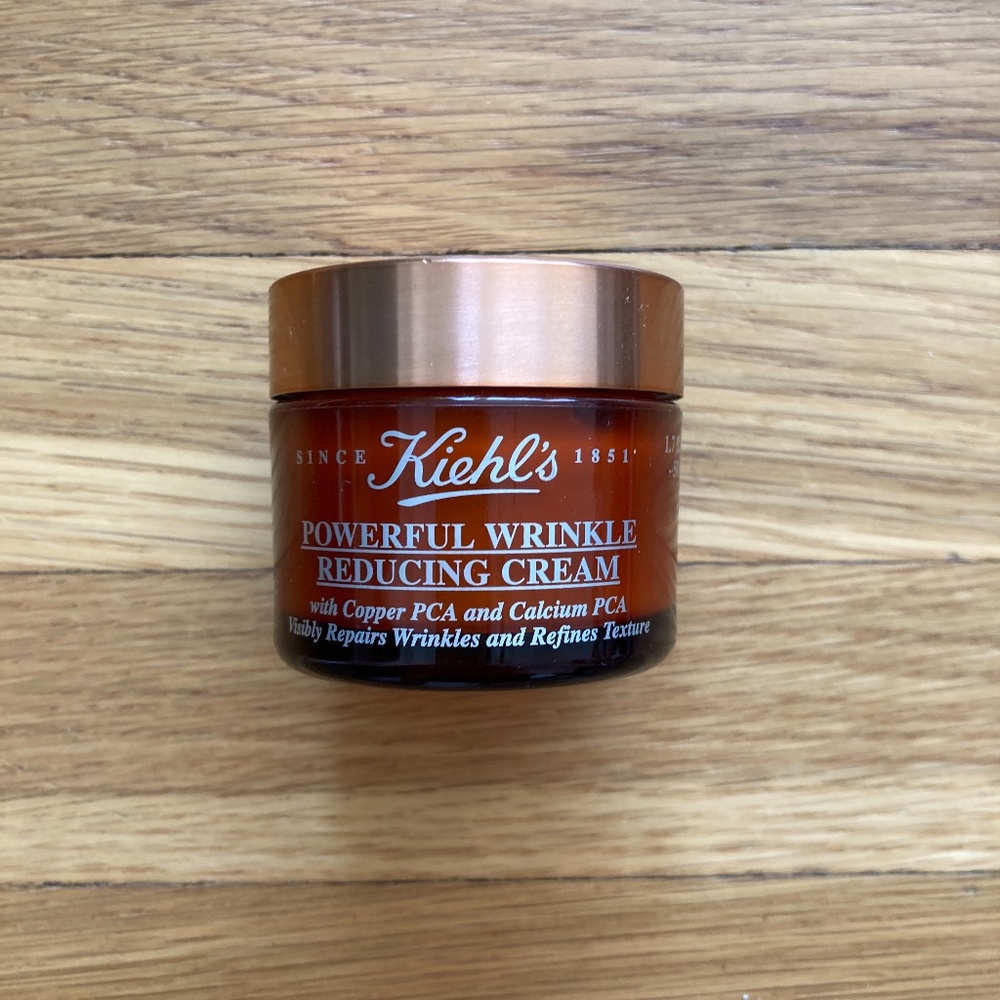 SINCE Kiehl's 1851
POWERFUL WRINKLE
REDUCING CREAM
with Copper PCA and Calcium PCA
Visibly Repairs Wrinkles and Refines Texture